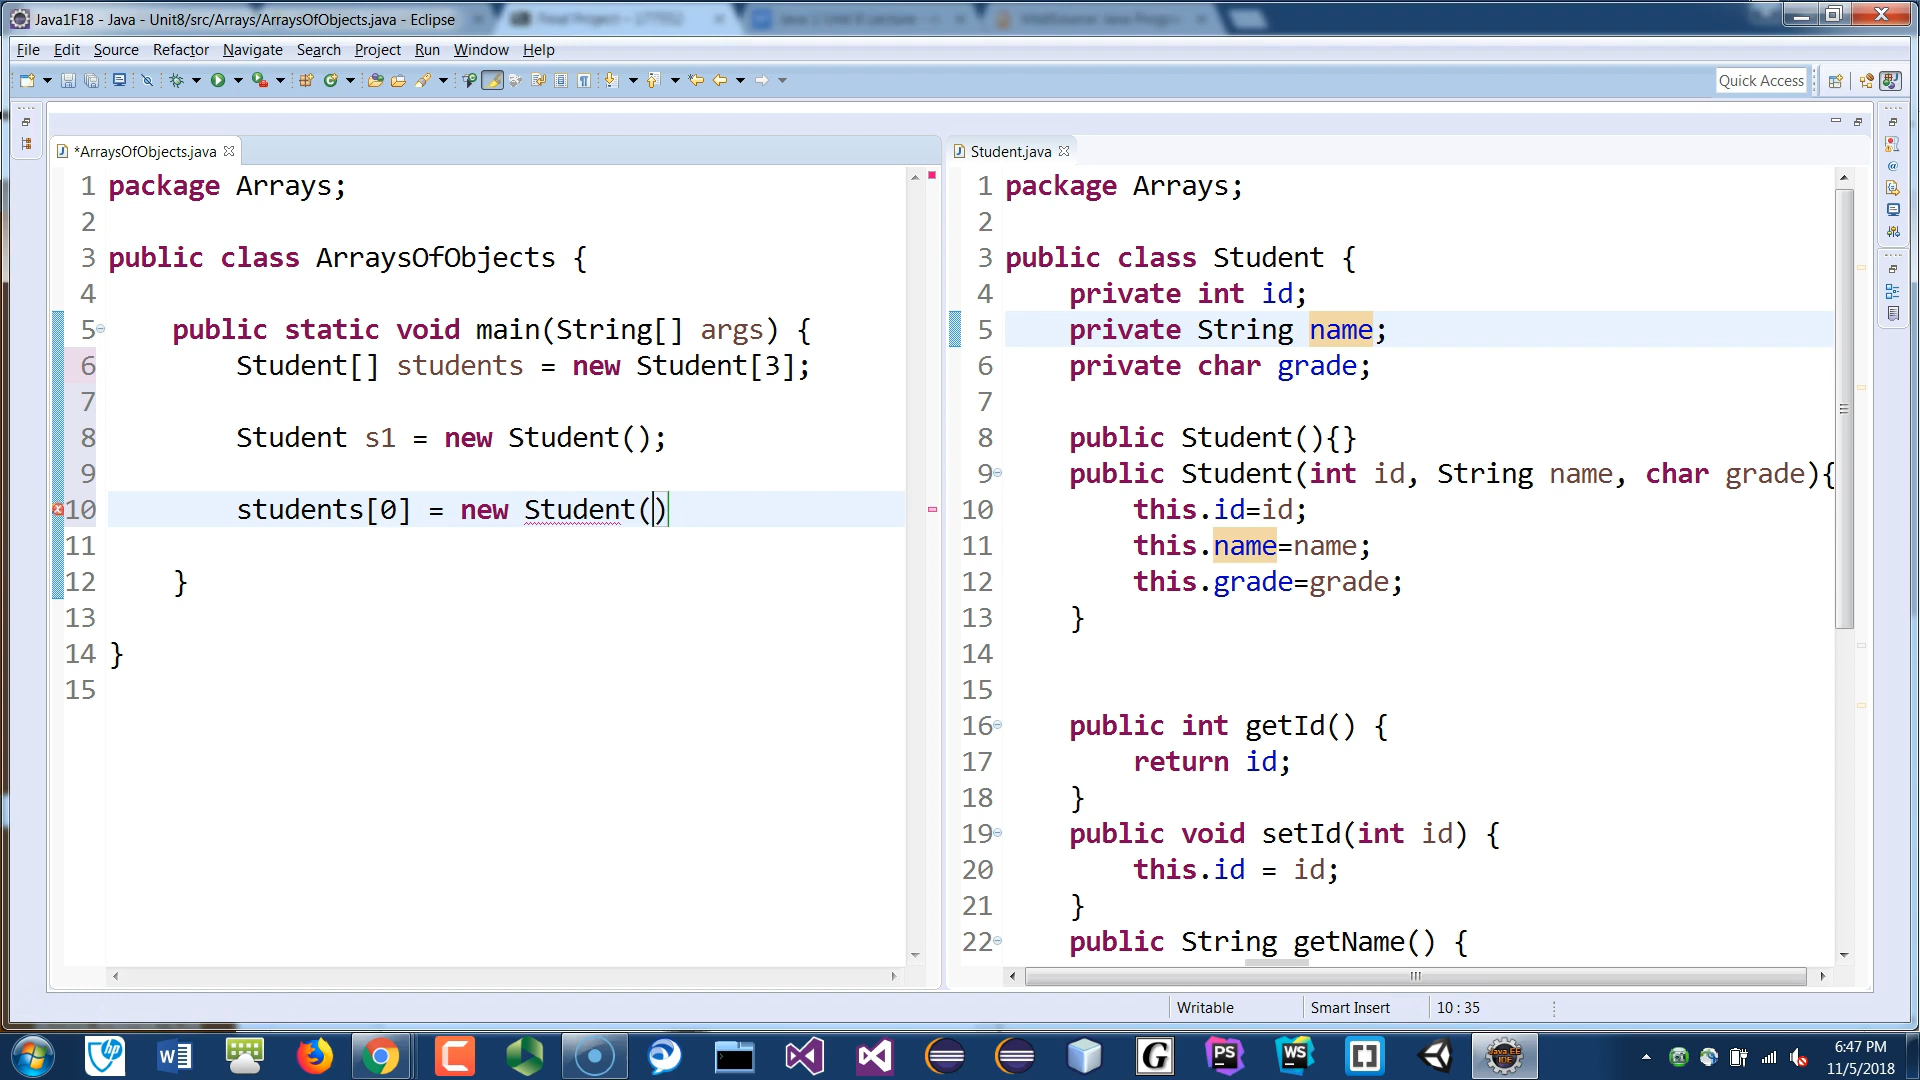 Java1F18 - Java - Unit8/src/Arrays/ArraysOfObjects.java - Eclipse
File Edit Source Refactor Navigate Search Project Run Window Help
Quick Access
*ArraysOfObjects.java
1 package Arrays;
2
3 public class ArraysOfObjects {
4
5 public static void main(String[] args) {
6 Student[] students = new Student[3];
7
8 Student s1 = new Student();
9
10 students[0] = new Student()
11
12 }
13
14 }
15
Student.java
1 package Arrays;
2
3 public class Student {
4 private int id;
5 private String name;
6 private char grade;
7
8 public Student(){}
9 public Student(int id, String name, char grade){
10 this.id=id;
11 this.name=name;
12 this.grade=grade;
13 }
14
15
16 public int getId() {
17 return id;
18 }
19 public void setId(int id) {
20 this.id = id;
21 }
22 public String getName() {
Writable Smart Insert 10 : 35
hp
W
C
G
PS
WS
Java EE
IDE
6:47 PM
11/5/2018